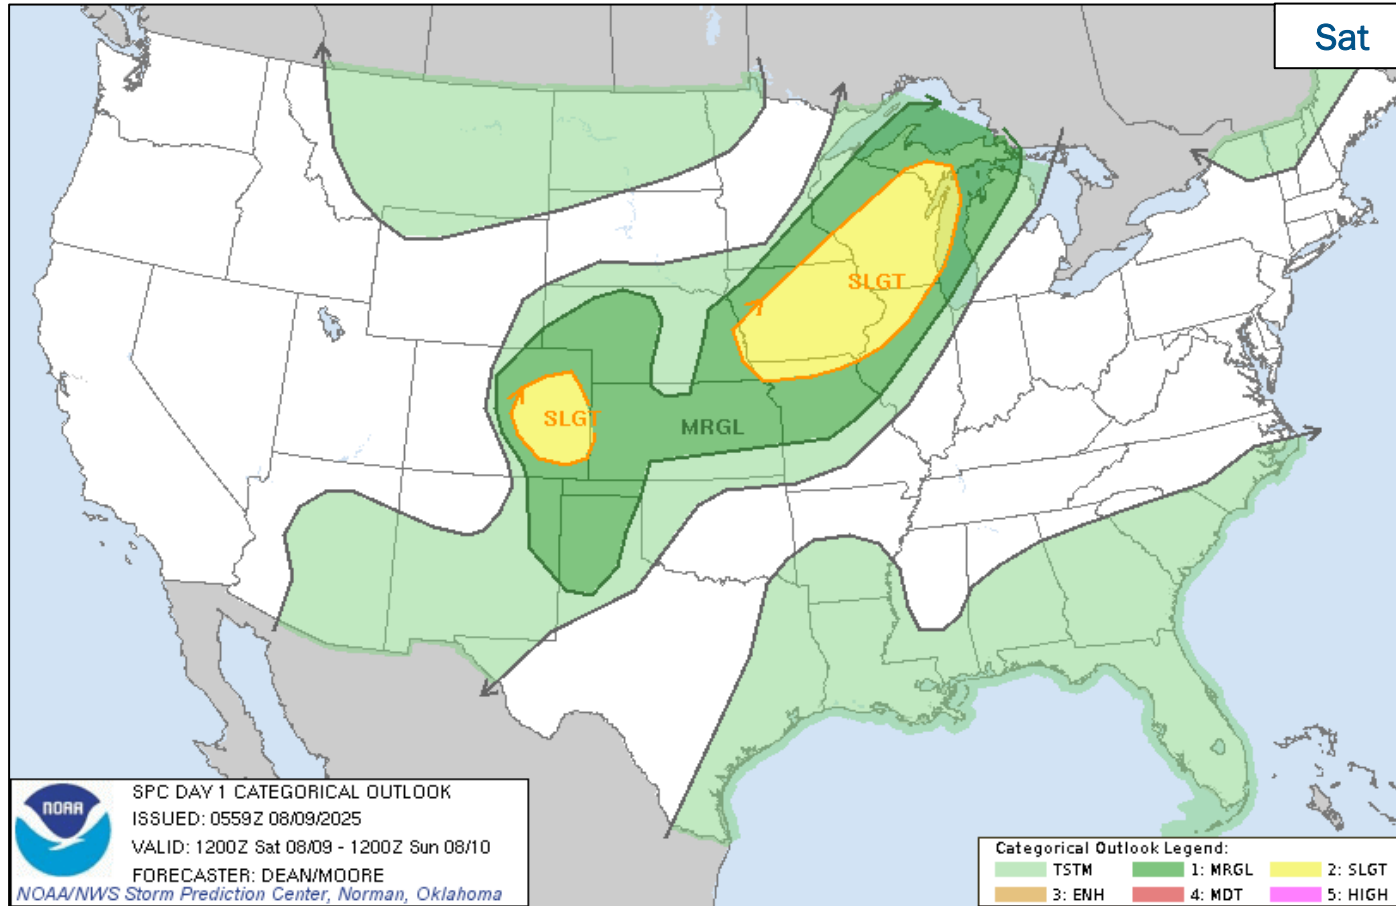 Sat
SLGT
SLGT
MRGL
NOAA
SPC DAY 1 CATEGORICAL OUTLOOK
ISSUED: 0559Z 08/09/2025
VALID: 1200Z Sat 08/09 - 1200Z Sun 08/10
FORECASTER: DEAN/MOORE
NOAA/NWS Storm Prediction Center, Norman, Oklahoma
Categorical Outlook Legend:
TSTM 1: MRGL 2: SLGT
3: ENH 4: MDT 5: HIGH